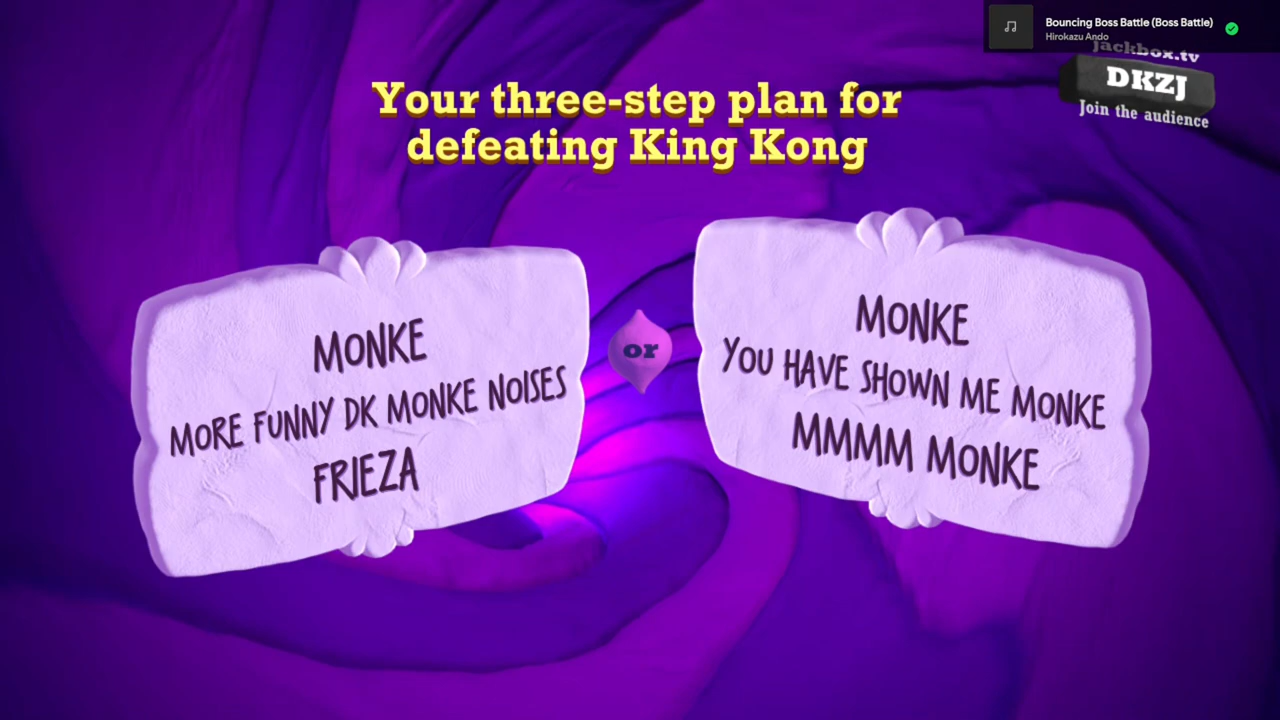 Bouncing Boss Battle (Boss Battle)
Hirokazu Ando
jackbox.tv
DKZJ
Join the audience
Your three-step plan for
defeating King Kong
MONKE
MORE FUNNY DK MONKE NOISES
FRIEZA
or
MONKE
YOU HAVE SHOWN ME MONKE
MMMM MONKE